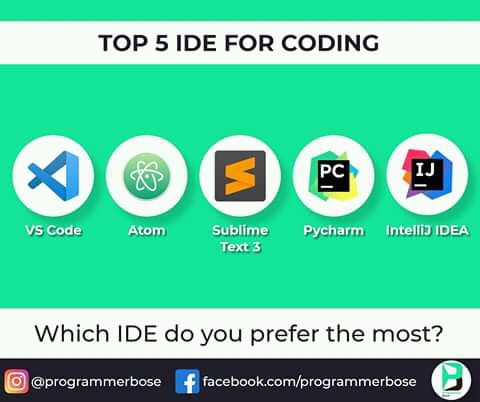 TOP 5 IDE FOR CODING
PC
IJ
VS Code
Atom
Sublime
Text 3
Pycharm
IntelliJ IDEA
Which IDE do you prefer the most?
@programmerbose
facebook.com/programmerbose